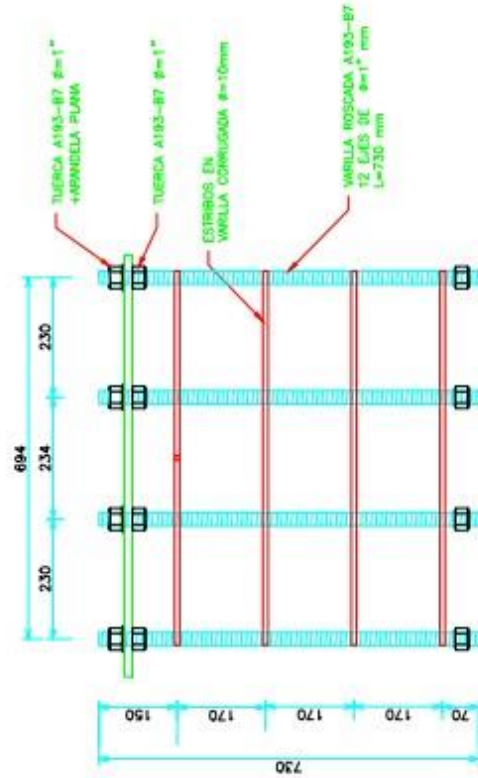 TUERCA A193-B7 Ø=1"
+ARANDELA PLANA
TUERCA A193-B7 Ø=1"
ESTRIBOS EN
VARILLA CORRUGADA Ø=10mm
VARILLA ROSCADA A193-B7
12 EJES DE Ø=1" mm
L=730 mm
694
230
234
230
150
170
170
170
70
730